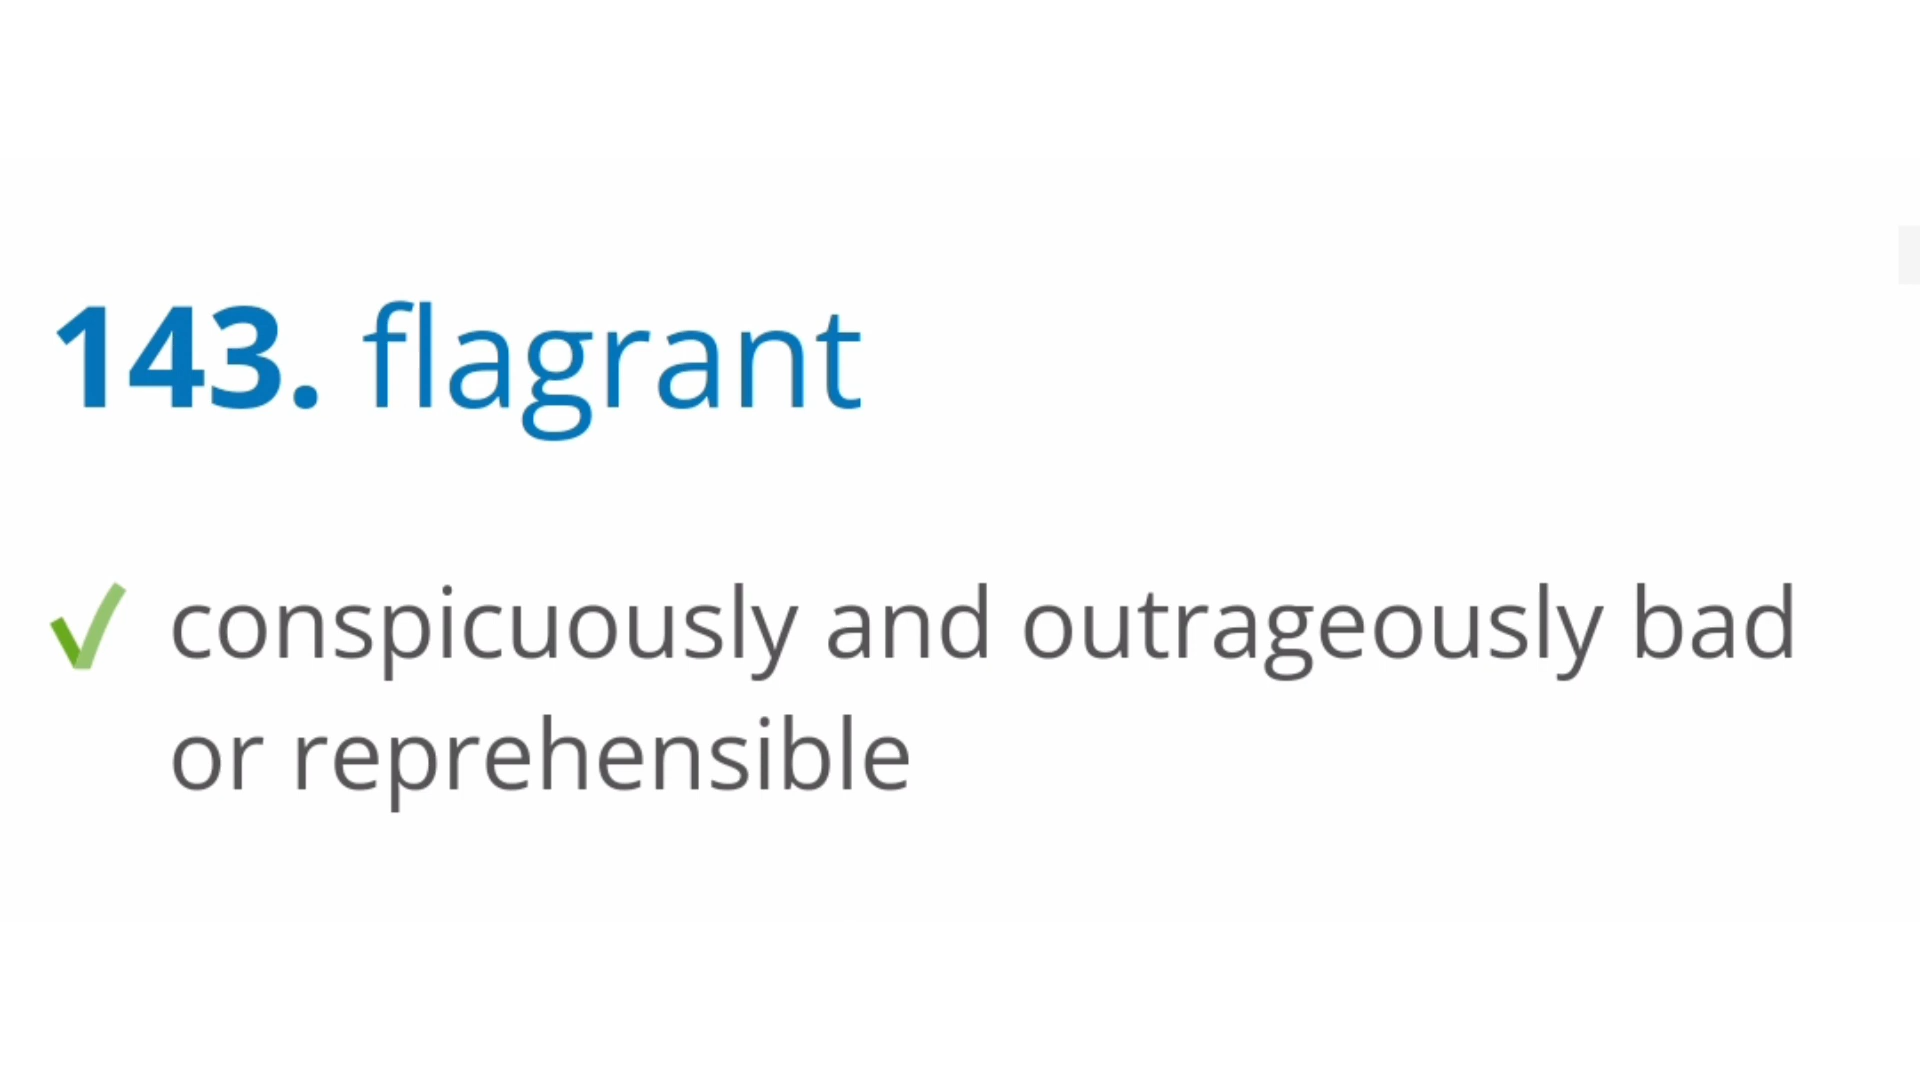 143. flagrant
conspicuously and outrageously bad
or reprehensible